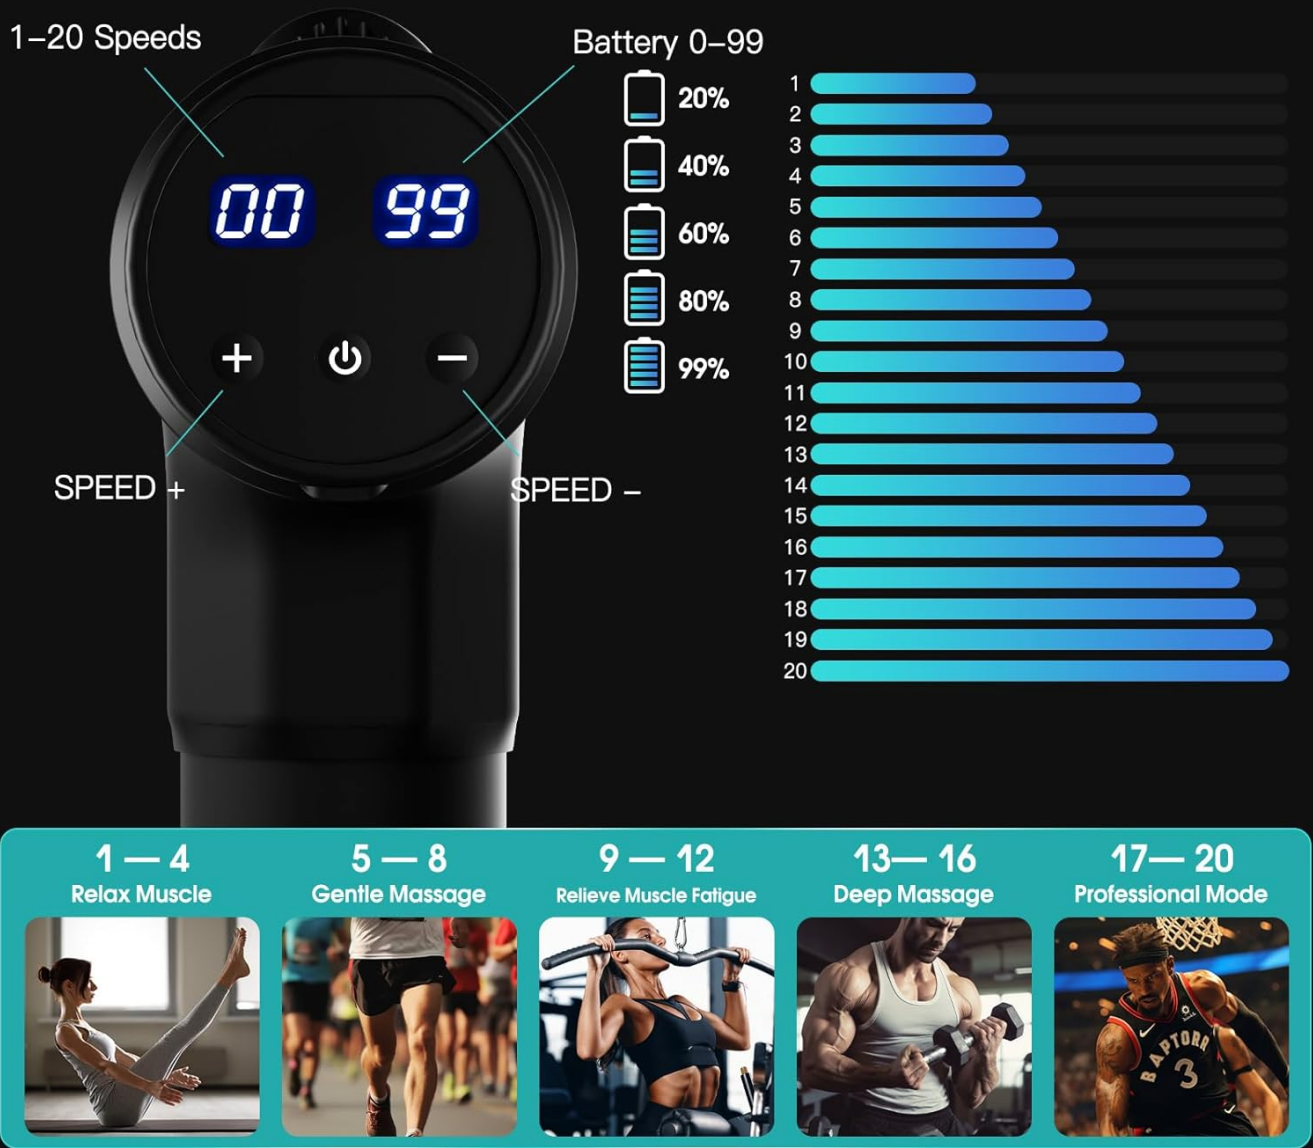 1–20 Speeds
Battery 0–99
00 99
SPEED +
SPEED –
20%
40%
60%
80%
99%
1
2
3
4
5
6
7
8
9
10
11
12
13
14
15
16
17
18
19
20
1 — 4
Relax Muscle
5 — 8
Gentle Massage
9 — 12
Relieve Muscle Fatigue
13— 16
Deep Massage
17— 20
Professional Mode
RAPTORR
3